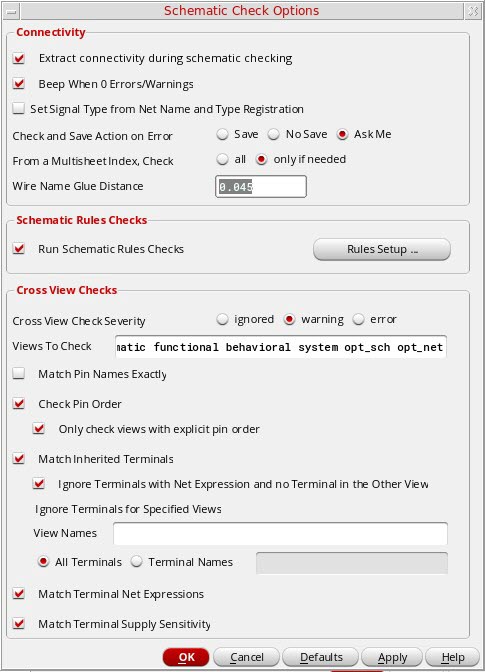 Schematic Check Options
Connectivity
Extract connectivity during schematic checking
Beep When 0 Errors/Warnings
Set Signal Type from Net Name and Type Registration
Check and Save Action on Error Save No Save Ask Me
From a Multisheet Index, Check all only if needed
Wire Name Glue Distance 0.045
Schematic Rules Checks
Run Schematic Rules Checks Rules Setup ...
Cross View Checks
Cross View Check Severity ignored warning error
Views To Check matic functional behavioral system opt_sch opt_net
Match Pin Names Exactly
Check Pin Order
Only check views with explicit pin order
Match Inherited Terminals
Ignore Terminals with Net Expression and no Terminal in the Other View
Ignore Terminals for Specified Views
View Names
All Terminals Terminal Names
Match Terminal Net Expressions
Match Terminal Supply Sensitivity
OK Cancel Defaults Apply Help